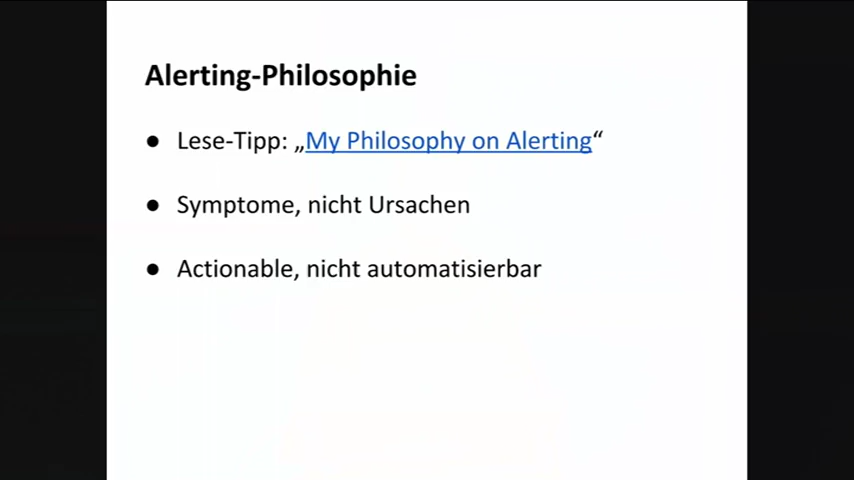 Alerting-Philosophie
● Lese-Tipp: „My Philosophy on Alerting“
● Symptome, nicht Ursachen
● Actionable, nicht automatisierbar